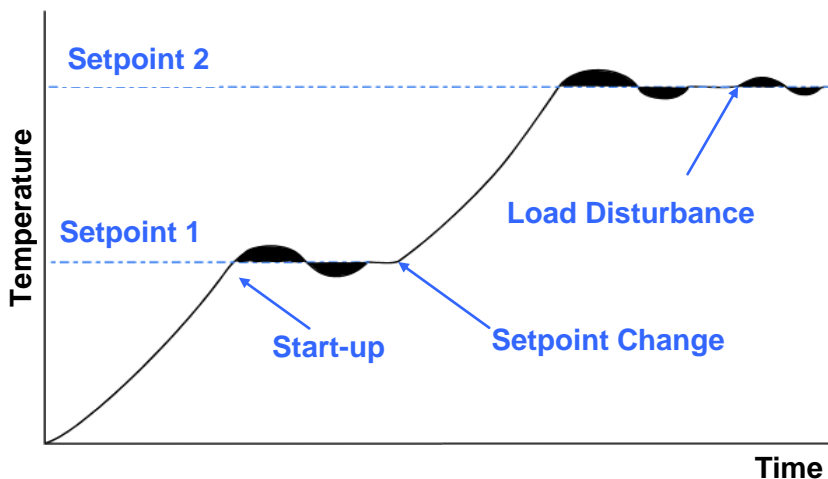 Setpoint 2
Load Disturbance
Setpoint 1
Temperature
Start-up
Setpoint Change
Time